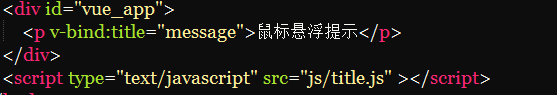 <div id="vue_app">
<p v-bind:title="message">鼠标悬浮提示</p>
</div>
<script type="text/javascript" src="js/title.js" ></script>